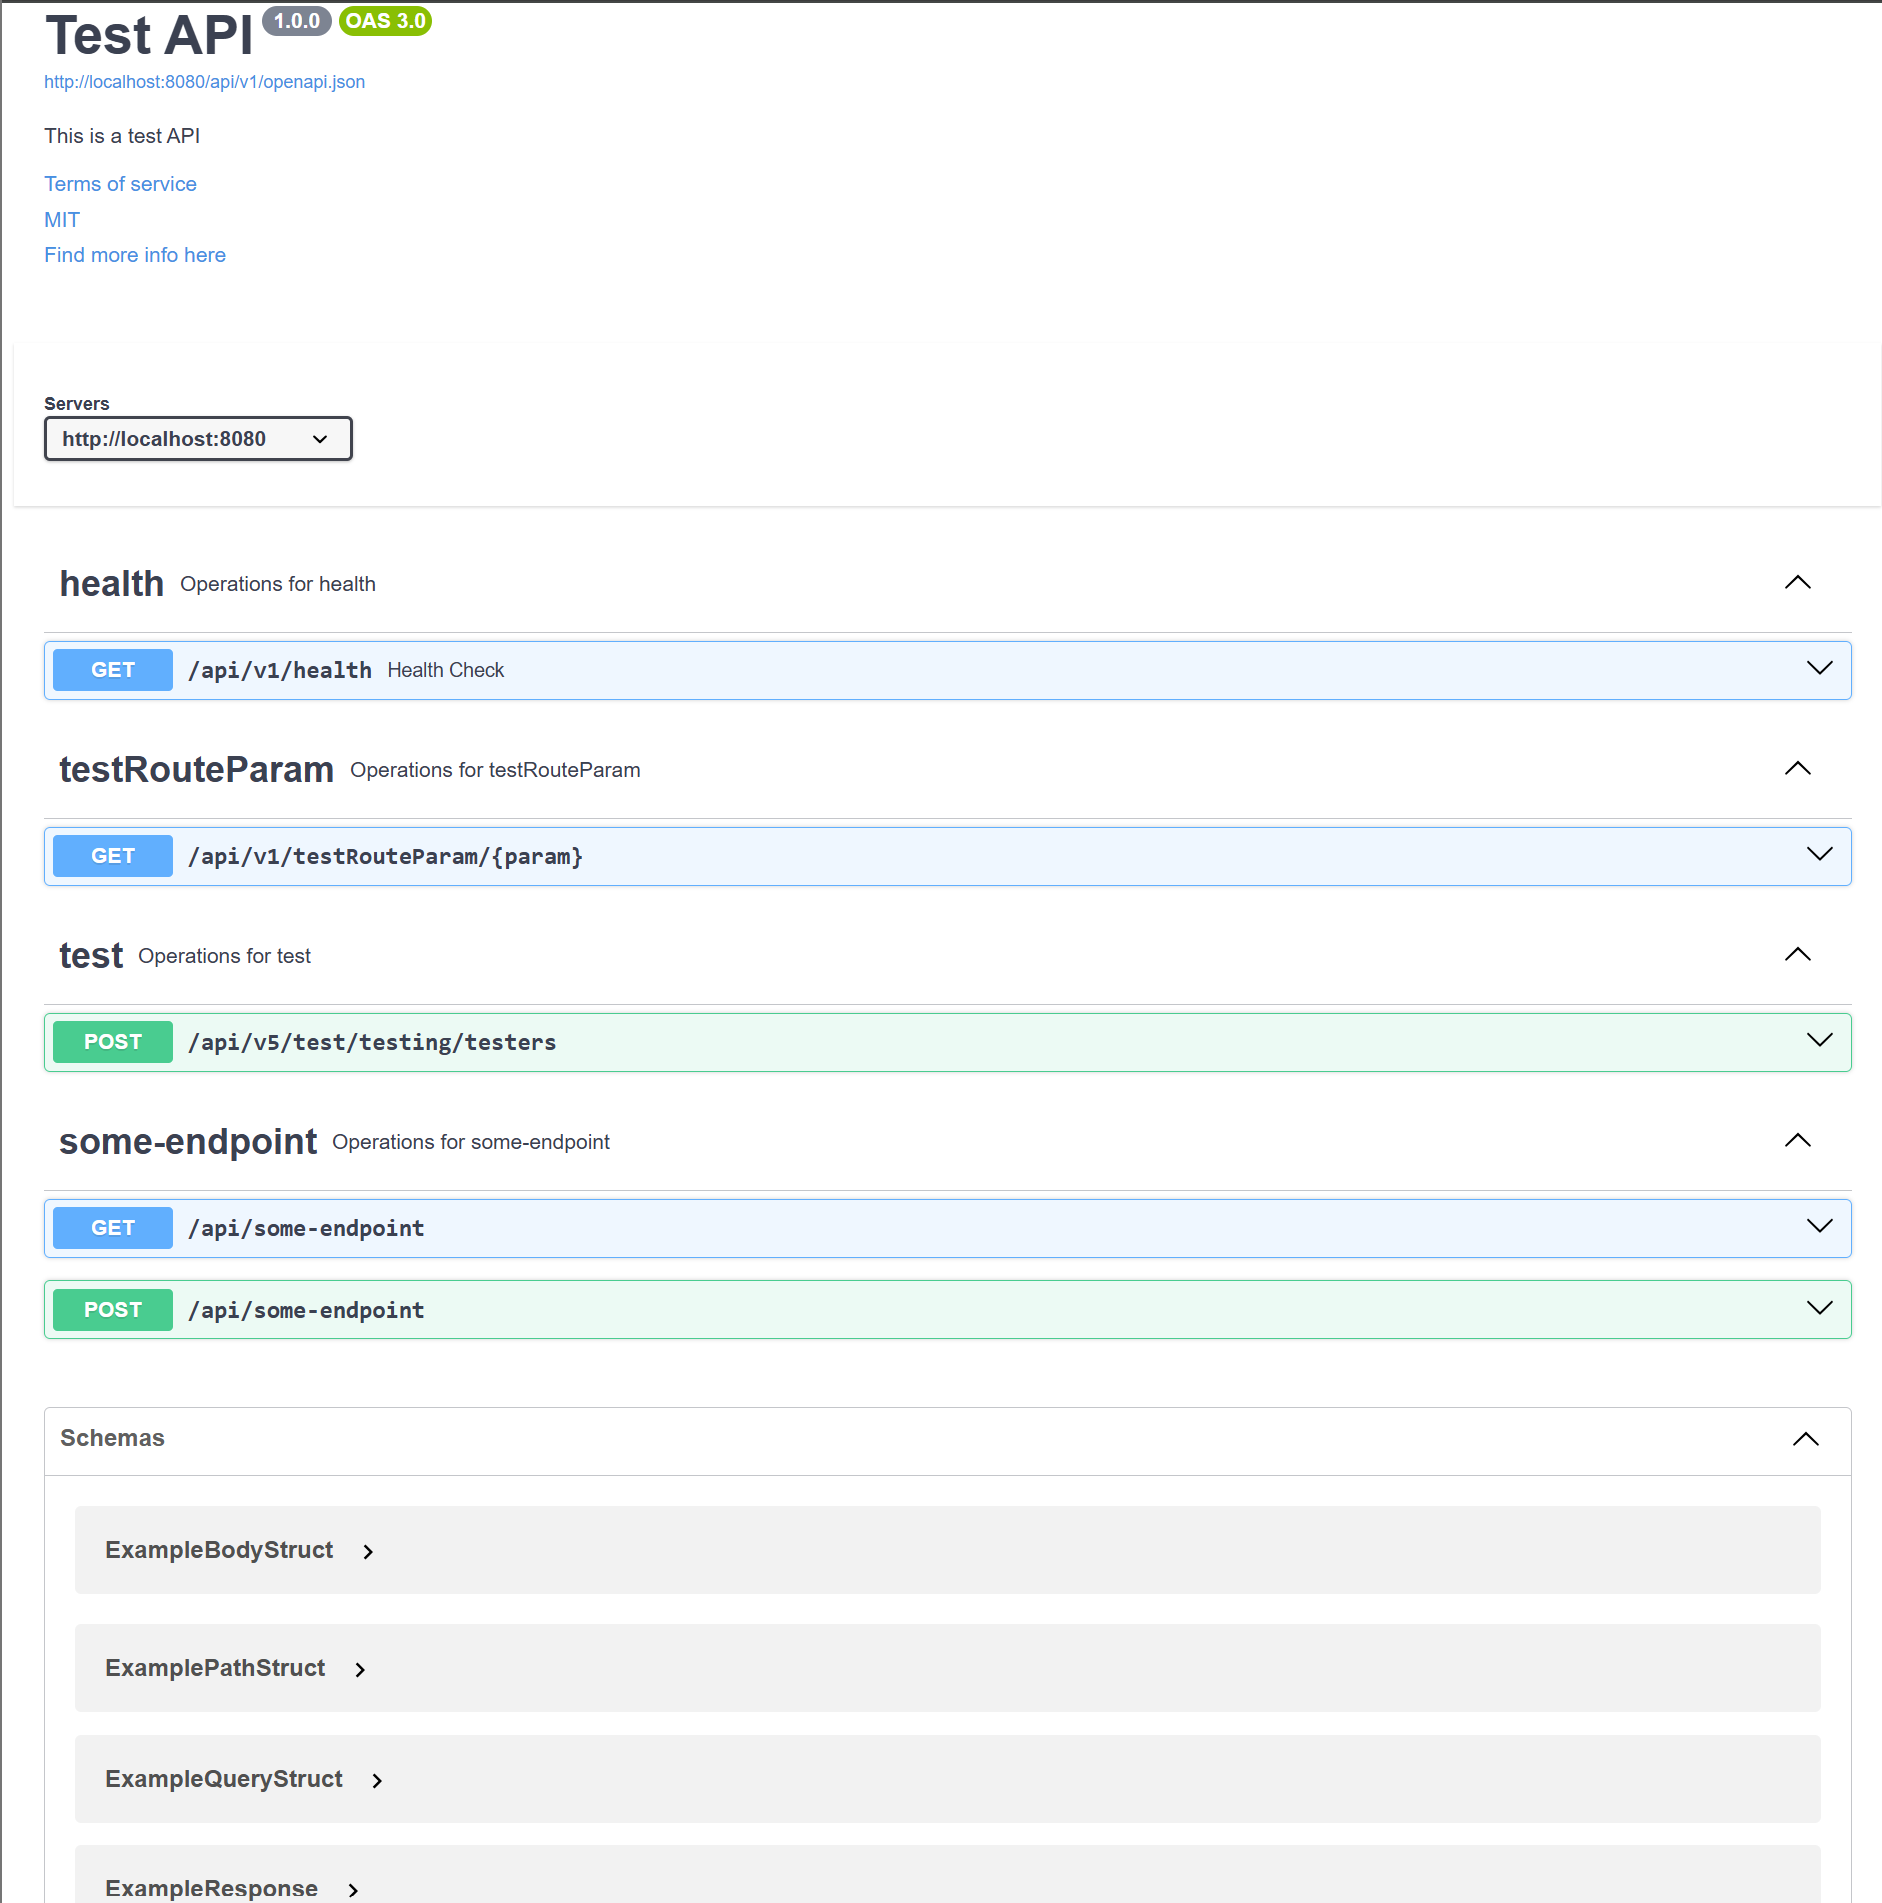 Test API 1.0.0 OAS 3.0
http://localhost:8080/api/v1/openapi.json
This is a test API
Terms of service
MIT
Find more info here
Servers
http://localhost:8080
health Operations for health
GET /api/v1/health Health Check
testRouteParam Operations for testRouteParam
GET /api/v1/testRouteParam/{param}
test Operations for test
POST /api/v5/test/testing/testers
some-endpoint Operations for some-endpoint
GET /api/some-endpoint
POST /api/some-endpoint
Schemas
ExampleBodyStruct
ExamplePathStruct
ExampleQueryStruct
ExampleResponse